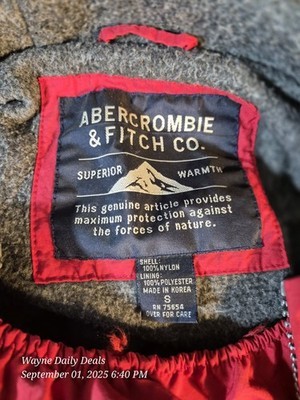 ABERCROMBIE
& FITCH CO.
SUPERIOR WARMTH
This genuine article provides
maximum protection against
the forces of nature.
SHELL:
100%NYLON
LINING:
100%POLYESTER
MADE IN KOREA
S
RN 75654
OVER FOR CARE
Wayne Daily Deals
September 01, 2025 6:40 PM